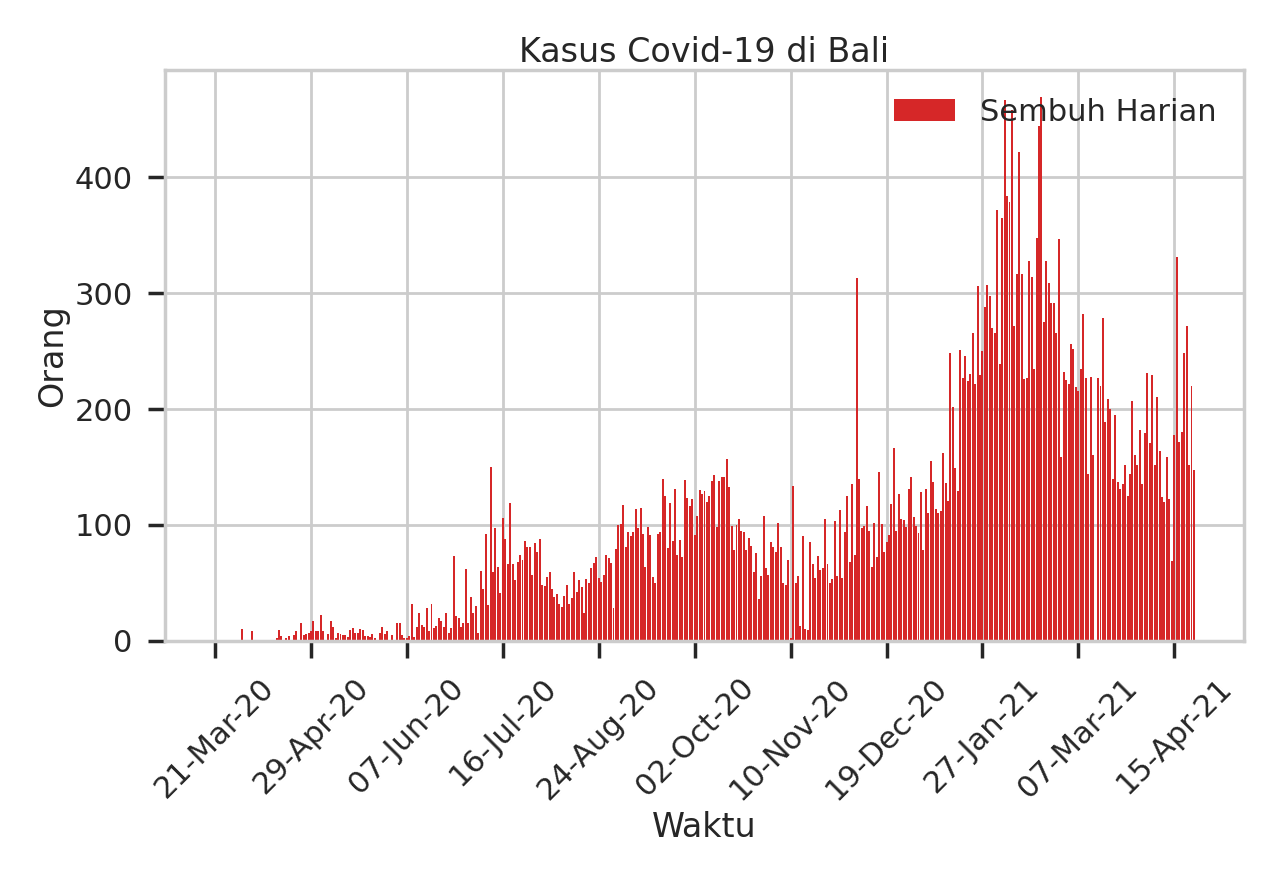 Kasus Covid-19 di Bali
Sembuh Harian
Orang
400
300
200
100
0
21-Mar-20
29-Apr-20
07-Jun-20
16-Jul-20
24-Aug-20
02-Oct-20
10-Nov-20
19-Dec-20
27-Jan-21
07-Mar-21
15-Apr-21
Waktu